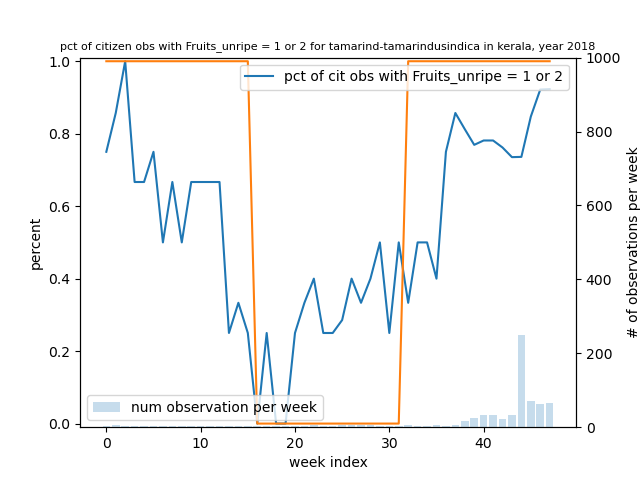 pct of citizen obs with Fruits_unripe = 1 or 2 for tamarind-tamarindusindica in kerala, year 2018
pct of cit obs with Fruits_unripe = 1 or 2
num observation per week
percent
1.0
0.8
0.6
0.4
0.2
0.0
# of observations per week
1000
800
600
400
200
0
0
10
20
30
40
week index